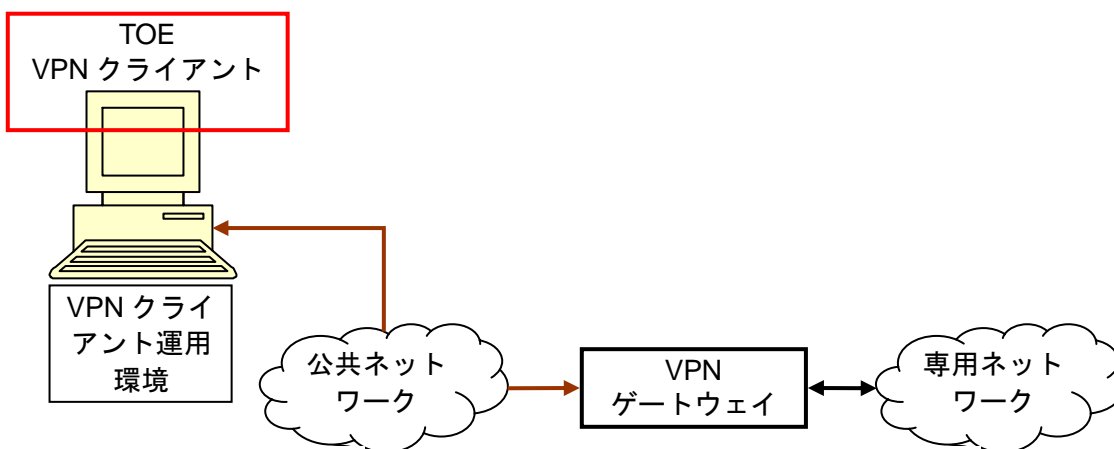 TOE
VPN クライアント
VPN クライ
アント運用
環境
公共ネット
ワーク
VPN
ゲートウェイ
専用ネット
ワーク